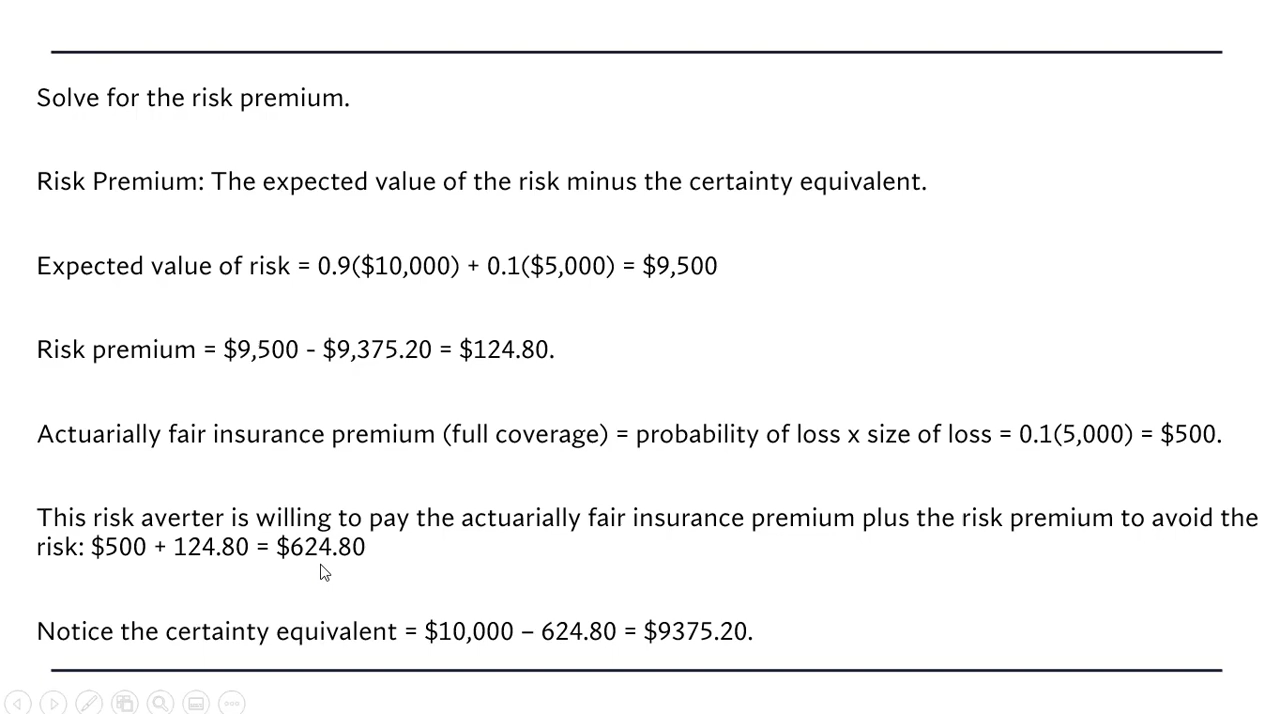 Solve for the risk premium.
Risk Premium: The expected value of the risk minus the certainty equivalent.
Expected value of risk = 0.9($10,000) + 0.1($5,000) = $9,500
Risk premium = $9,500 - $9,375.20 = $124.80.
Actuarially fair insurance premium (full coverage) = probability of loss x size of loss = 0.1(5,000) = $500.
This risk averter is willing to pay the actuarially fair insurance premium plus the risk premium to avoid the
risk: $500 + 124.80 = $624.80
Notice the certainty equivalent = $10,000 – 624.80 = $9375.20.